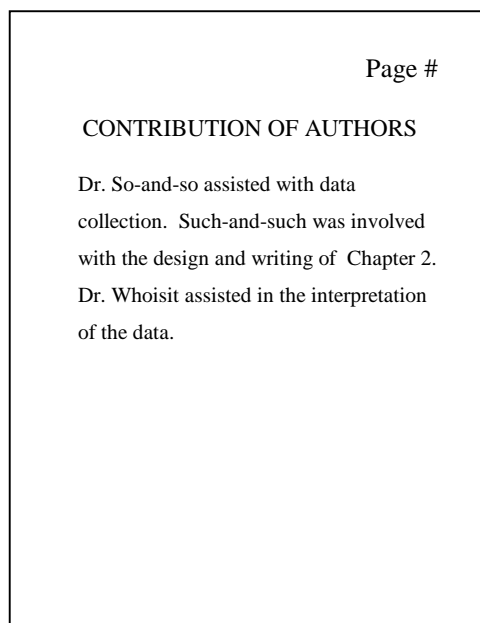 Page #
CONTRIBUTION OF AUTHORS
Dr. So-and-so assisted with data
collection.  Such-and-such was involved
with the design and writing of  Chapter 2.
Dr. Whoisit assisted in the interpretation
of the data.